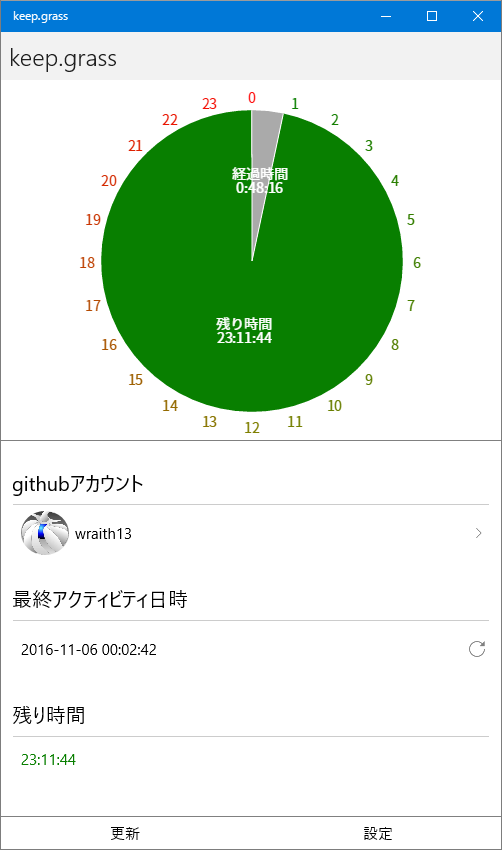 keep.grass
keep.grass
0
1
2
3
4
5
6
7
8
9
10
11
12
13
14
15
16
17
18
19
20
21
22
23
経過時間
0:48:16
残り時間
23:11:44
githubアカウント
wraith13
最終アクティビティ日時
2016-11-06 00:02:42
残り時間
23:11:44
更新
設定